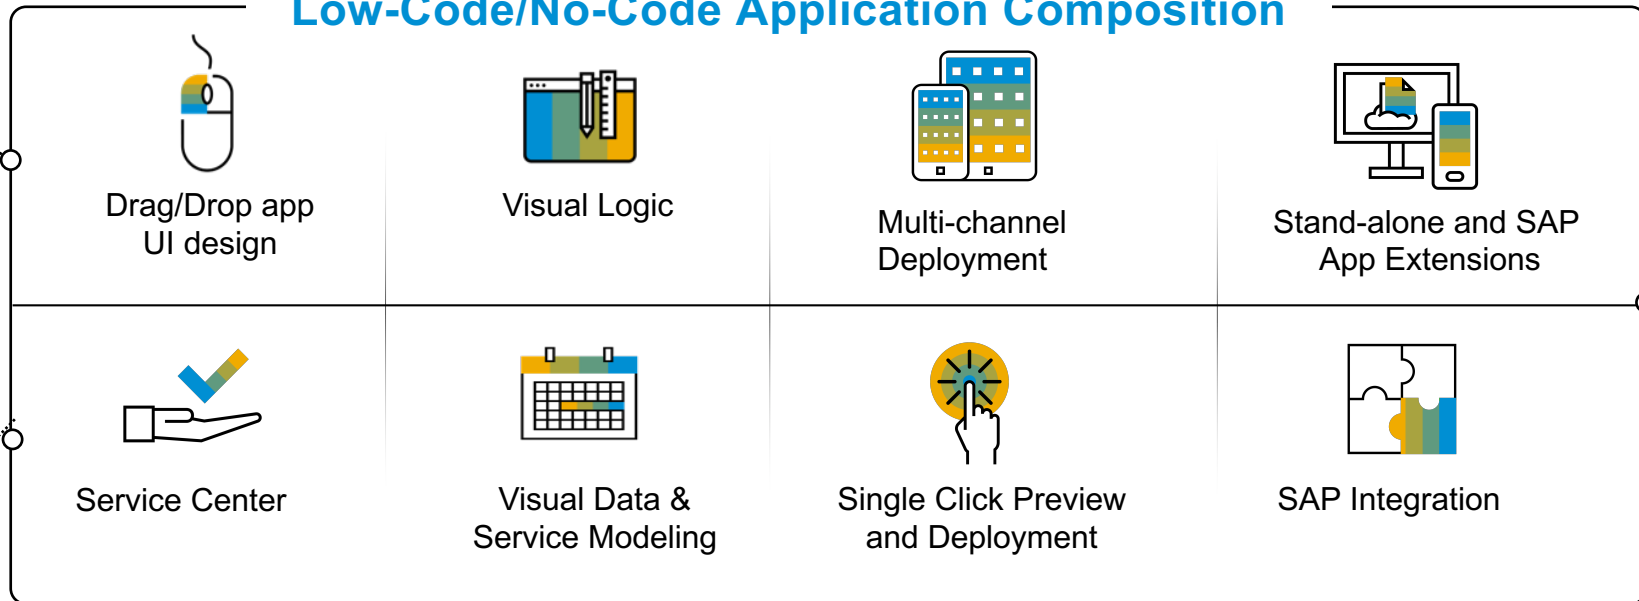 Low-Code/No-Code Application Composition
Drag/Drop app
UI design
Visual Logic
Multi-channel
Deployment
Stand-alone and SAP
App Extensions
Service Center
Visual Data &
Service Modeling
Single Click Preview
and Deployment
SAP Integration